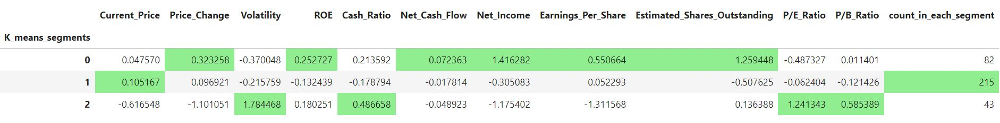 Current_Price Price_Change Volatility ROE Cash_Ratio Net_Cash_Flow Net_Income Earnings_Per_Share Estimated_Shares_Outstanding P/E_Ratio P/B_Ratio count_in_each_segment
K_means_segments
0 0.047570 0.323258 -0.370048 0.252727 0.213592 0.072363 1.416282 0.550664 1.259448 -0.487327 0.011401 82
1 0.105167 0.096921 -0.215759 -0.132439 -0.178794 -0.017814 -0.305083 0.052293 -0.507625 -0.062404 -0.121426 215
2 -0.616548 -1.101051 1.784468 0.180251 0.486658 -0.048923 -1.175402 -1.311568 0.136388 1.241343 0.585389 43